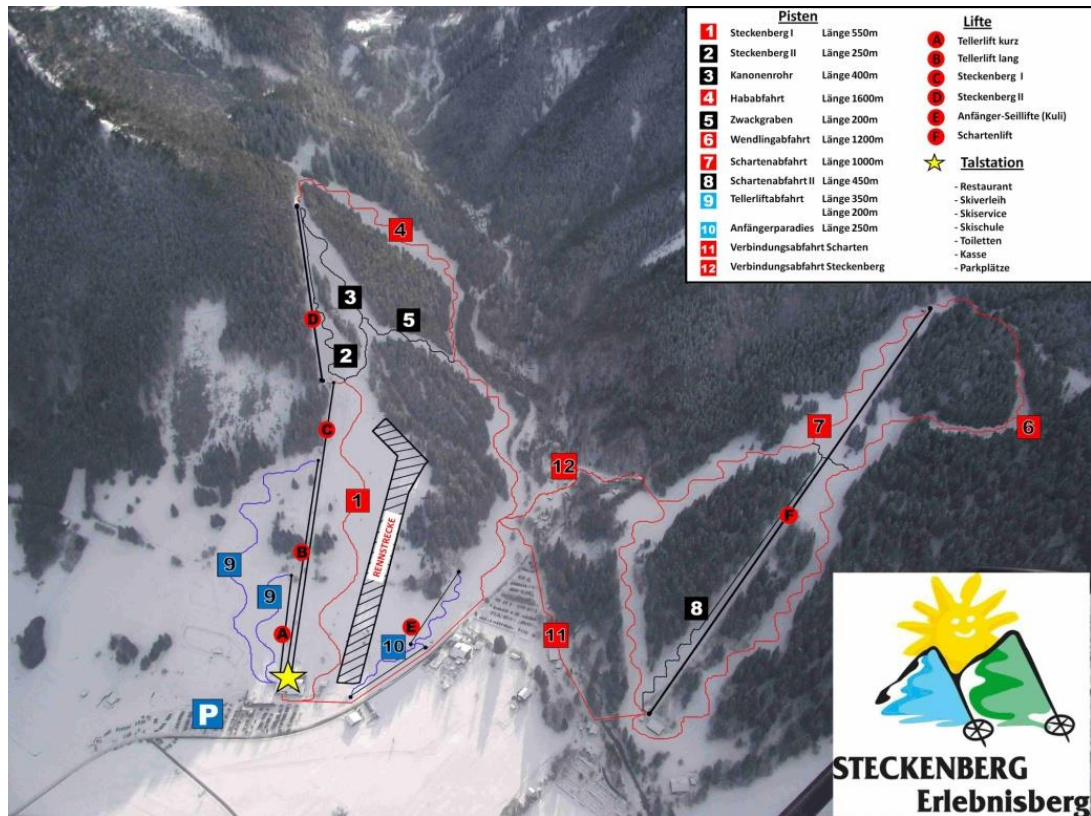 Pisten
1 Steckenberg I Länge 550m
2 Steckenberg II Länge 250m
3 Kanonenrohr Länge 400m
4 Hababfahrt Länge 1600m
5 Zwackgraben Länge 200m
6 Wendlingabfahrt Länge 1200m
7 Schartenabfahrt Länge 1000m
8 Schartenabfahrt II Länge 450m
9 Tellerliftabfahrt Länge 350m
Länge 200m
10 Anfängerparadies Länge 250m
11 Verbindungsabfahrt Scharten
12 Verbindungsabfahrt Steckenberg
Lifte
A Tellerlift kurz
B Tellerlift lang
C Steckenberg I
D Steckenberg II
E Anfänger-Seillifte (Kuli)
F Schartenlift
Talstation
- Restaurant
- Skiverleih
- Skiservice
- Skischule
- Toiletten
- Kasse
- Parkplätze
4
3
5
D
2
C
7
6
12
1
RENNSTRECKE
F
B
9
9
8
A
E
10
11
P
STECKENBERG
Erlebnisberg